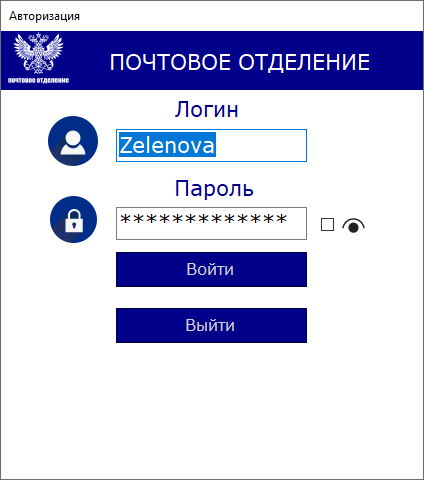 Авторизация
ПОЧТОВОЕ ОТДЕЛЕНИЕ
ПОЧТОВОЕ ОТДЕЛЕНИЕ
Логин
Zelenova
Пароль
*************
Войти
Выйти